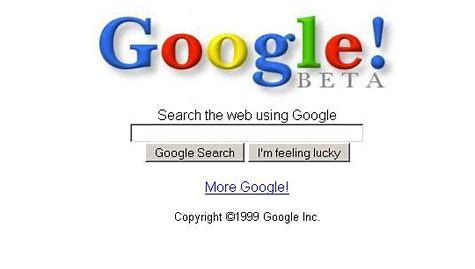 Google!
BETA
Search the web using Google
Google Search I'm feeling lucky
More Google!
Copyright ©1999 Google Inc.